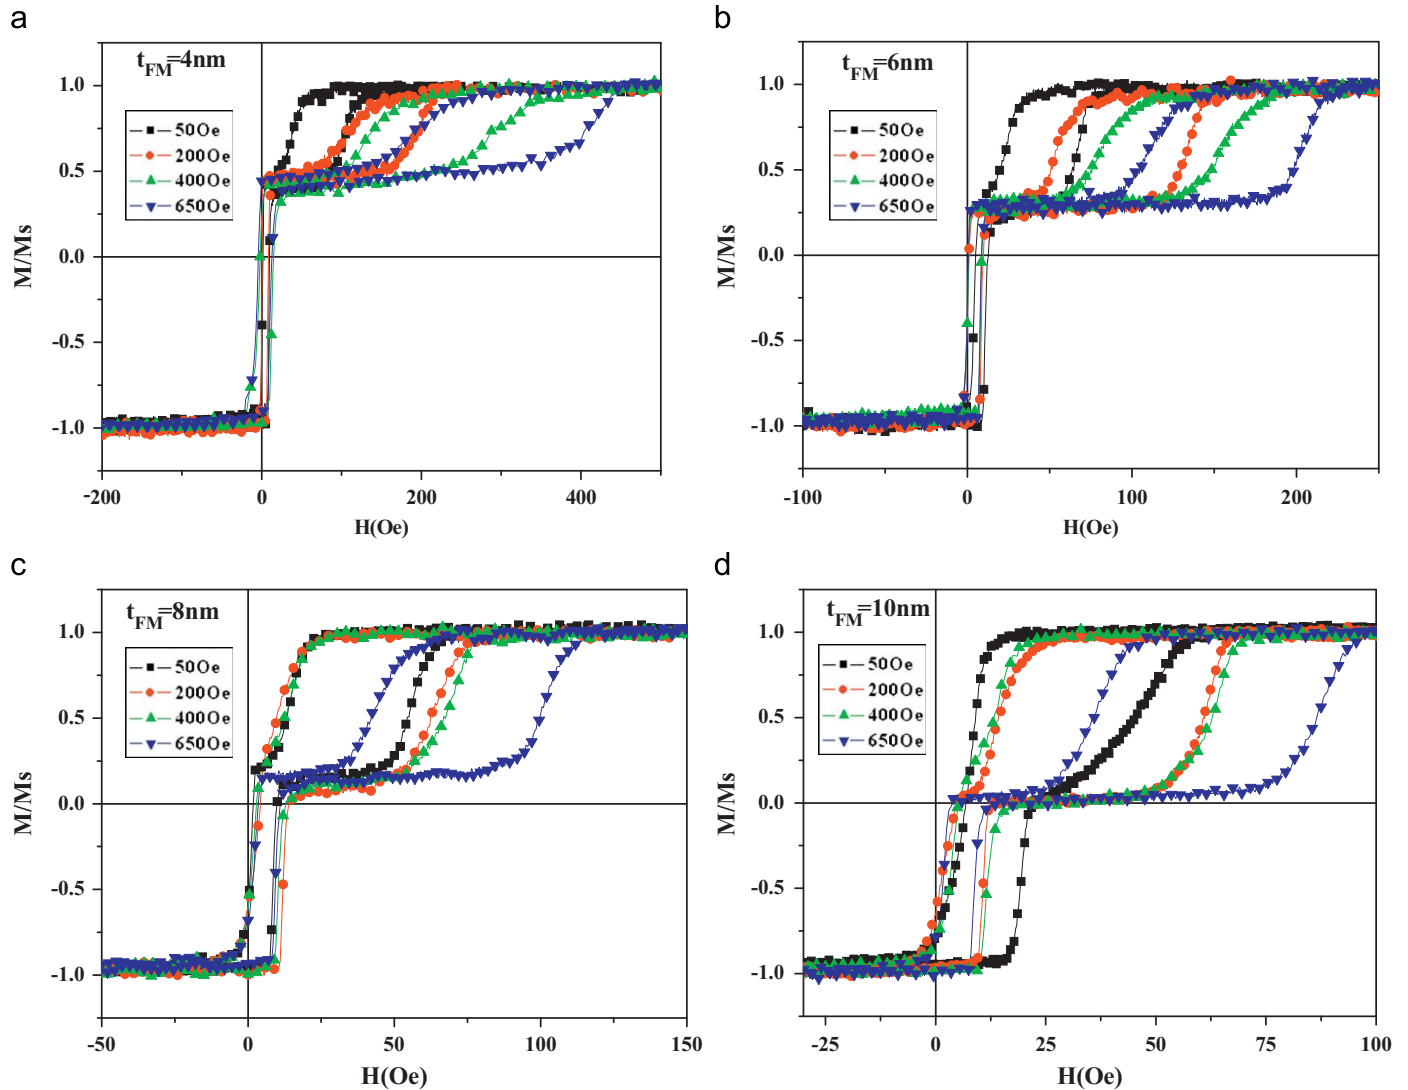 a
t_FM=4nm
50Oe
200Oe
400Oe
650Oe
M/Ms
1.0
0.5
0.0
-0.5
-1.0
-200
0
200
400
H(Oe)
b
t_FM=6nm
50Oe
200Oe
400Oe
650Oe
M/Ms
1.0
0.5
0.0
-0.5
-1.0
-100
0
100
200
H(Oe)
c
t_FM=8nm
50Oe
200Oe
400Oe
650Oe
M/Ms
1.0
0.5
0.0
-0.5
-1.0
-50
0
50
100
150
H(Oe)
d
t_FM=10nm
50Oe
200Oe
400Oe
650Oe
M/Ms
1.0
0.5
0.0
-0.5
-1.0
-25
0
25
50
75
100
H(Oe)